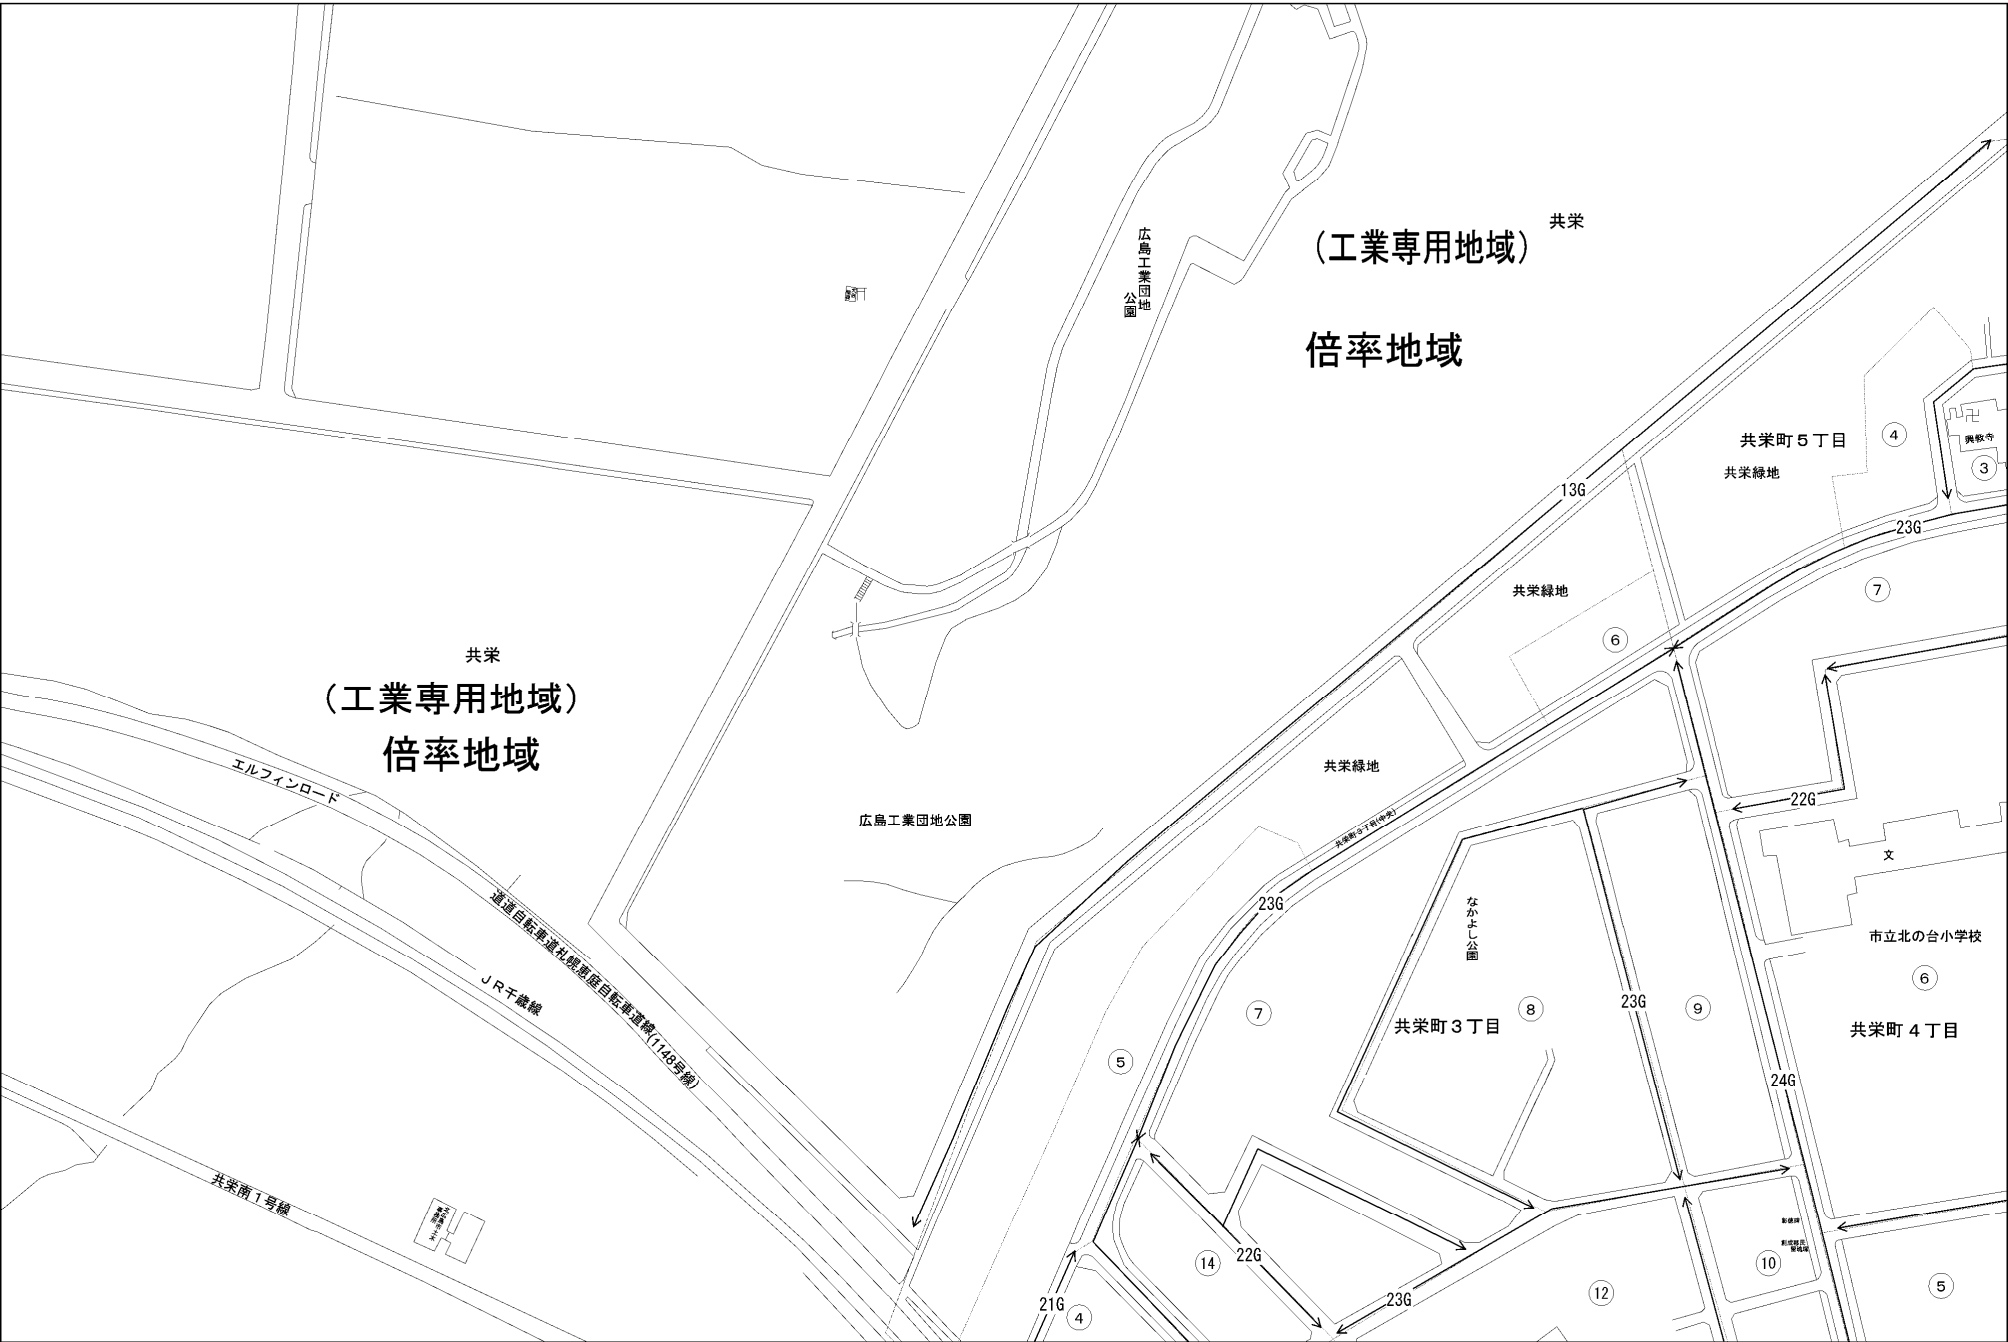 共栄
（工業専用地域）
倍率地域
広島工業団地
公園
13G
共栄町５丁目
共栄緑地
4
興教寺
3
23G
7
共栄緑地
6
共栄
（工業専用地域）
倍率地域
エルフィンロード
広島工業団地公園
共栄緑地
22G
文
市立北の台小学校
6
共栄町４丁目
23G
なかよし公園
共栄町３丁目
8
23G
9
7
5
24G
道道自転車道札幌恵庭自転車道線(1148号線)
ＪＲ千歳線
共栄南１号線
14
22G
21G
4
23G
12
10
5